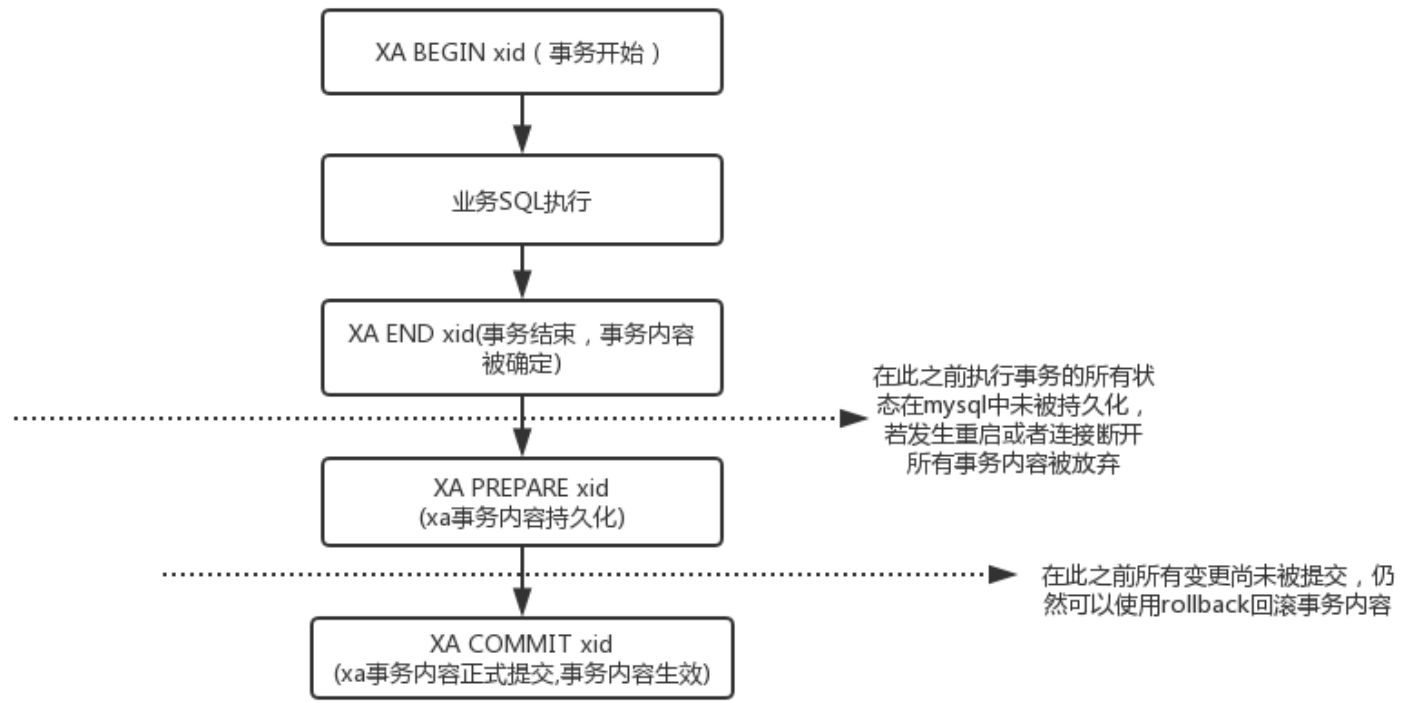 XA BEGIN xid（事务开始）
业务SQL执行
XA END xid(事务结束，事务内容
被确定)
在此之前执行事务的所有状
态在mysql中未被持久化，
若发生重启或者连接断开
所有事务内容被放弃
XA PREPARE xid
(xa事务内容持久化)
在此之前所有变更尚未被提交，仍
然可以使用rollback回滚事务内容
XA COMMIT xid
(xa事务内容正式提交,事务内容生效)